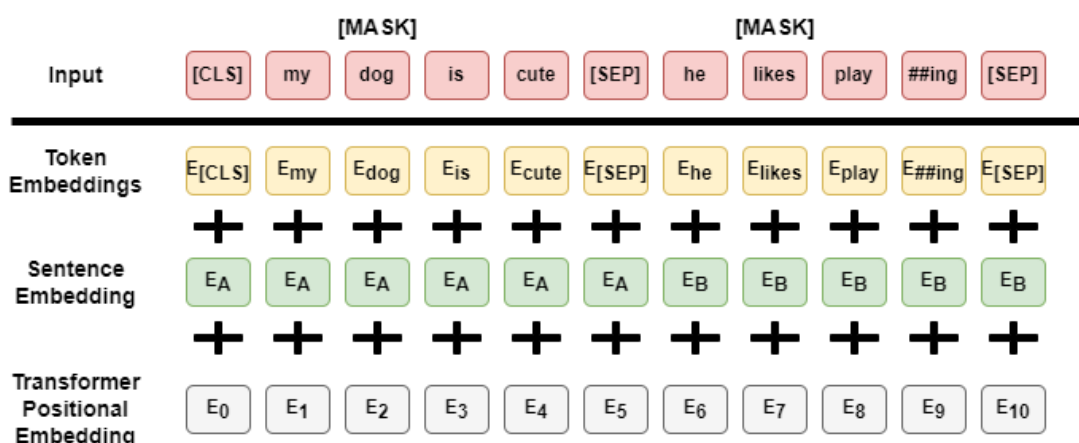 [MASK] [MASK]
Input [CLS] my dog is cute [SEP] he likes play ##ing [SEP]
Token
Embeddings
E[CLS] Emy Edog Eis Ecute E[SEP] Ehe Elikes Eplay E##ing E[SEP]
+ + + + + + + + + + +
Sentence
Embedding
EA EA EA EA EA EA EB EB EB EB EB
+ + + + + + + + + + +
Transformer
Positional
Embedding
E0 E1 E2 E3 E4 E5 E6 E7 E8 E9 E10